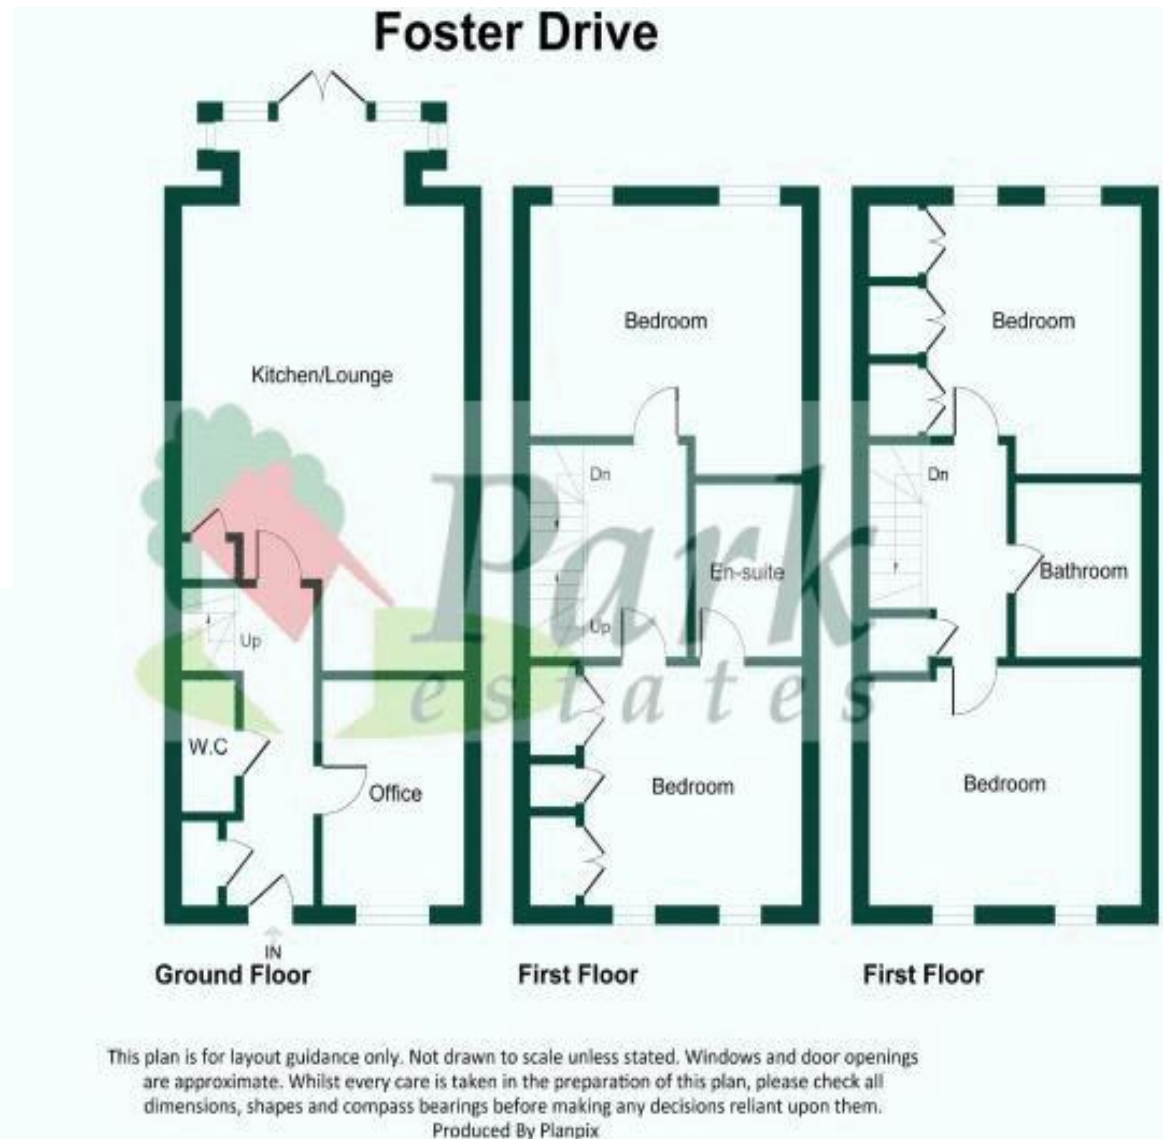 Foster Drive
Kitchen/Lounge
Up
W.C
Office
IN
Ground Floor
Bedroom
Dn
En-suite
Up
Bedroom
First Floor
Bedroom
Dn
Bathroom
Bedroom
First Floor
Park
estates
This plan is for layout guidance only. Not drawn to scale unless stated. Windows and door openings
are approximate. Whilst every care is taken in the preparation of this plan, please check all
dimensions, shapes and compass bearings before making any decisions reliant upon them.
Produced By Planpix